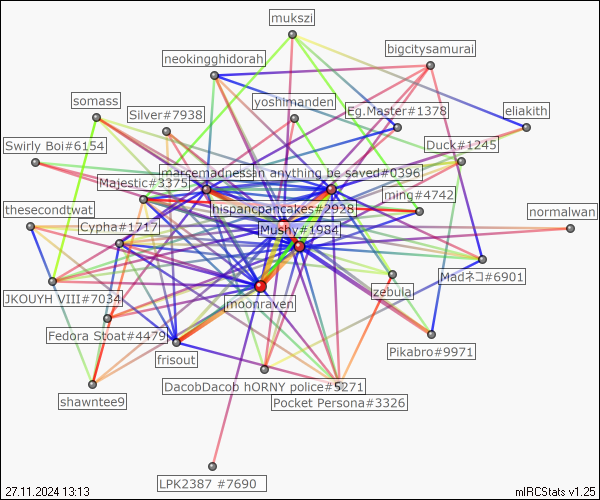 mukszi
bigcitysamurai
neokingghidorah
somass
yoshimanden
Silver#7938
Eg.Master#1378
eliakith
Swirly Boi#6154
Duck#1245
marcemadnessan anything be saved#0396
Majestic#3375
ming#4742
hispancpancakes#2928
thesecondtwat
normalwan
Cypha#1717
Mushy#1984
Madネコ#6901
JKOUYH VIII#7034
moonraven
zebula
Fedora Stoat#4479
frisout
Pikabro#9971
DacobDacob hORNY police#5271
shawntee9
Pocket Persona#3326
LPK2387 #7690
27.11.2024 13:13
mIRCStats v1.25